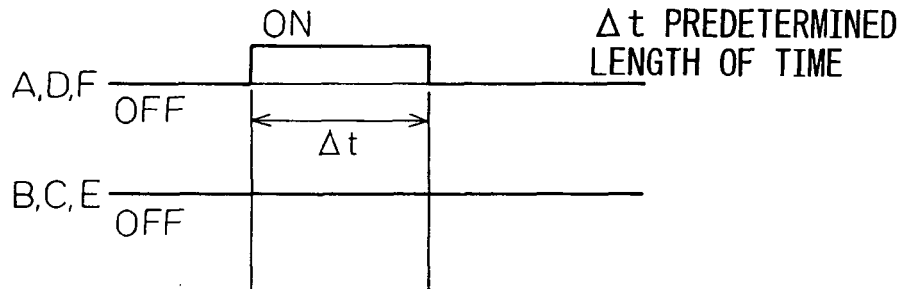 ON
Δt PREDETERMINED
LENGTH OF TIME
A,D,F
OFF
Δt
B,C,E
OFF